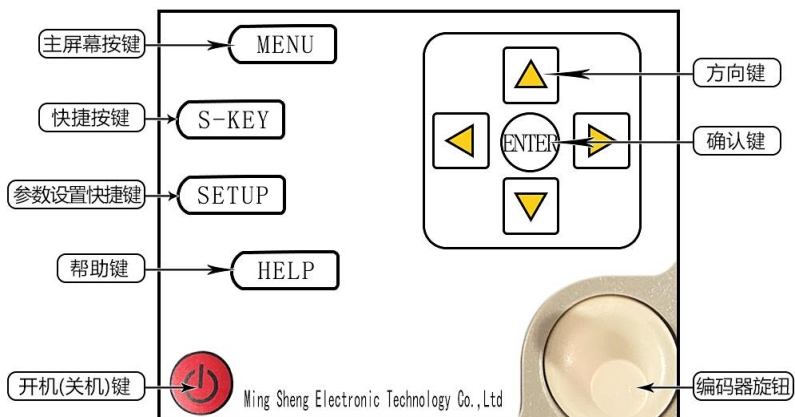 主屏幕按键
MENU
方向键
快捷按键
S-KEY
ENTER
确认键
参数设置快捷键
SETUP
帮助键
HELP
开机(关机)键
Ming Sheng Electronic Technology Co.,Ltd
编码器旋钮